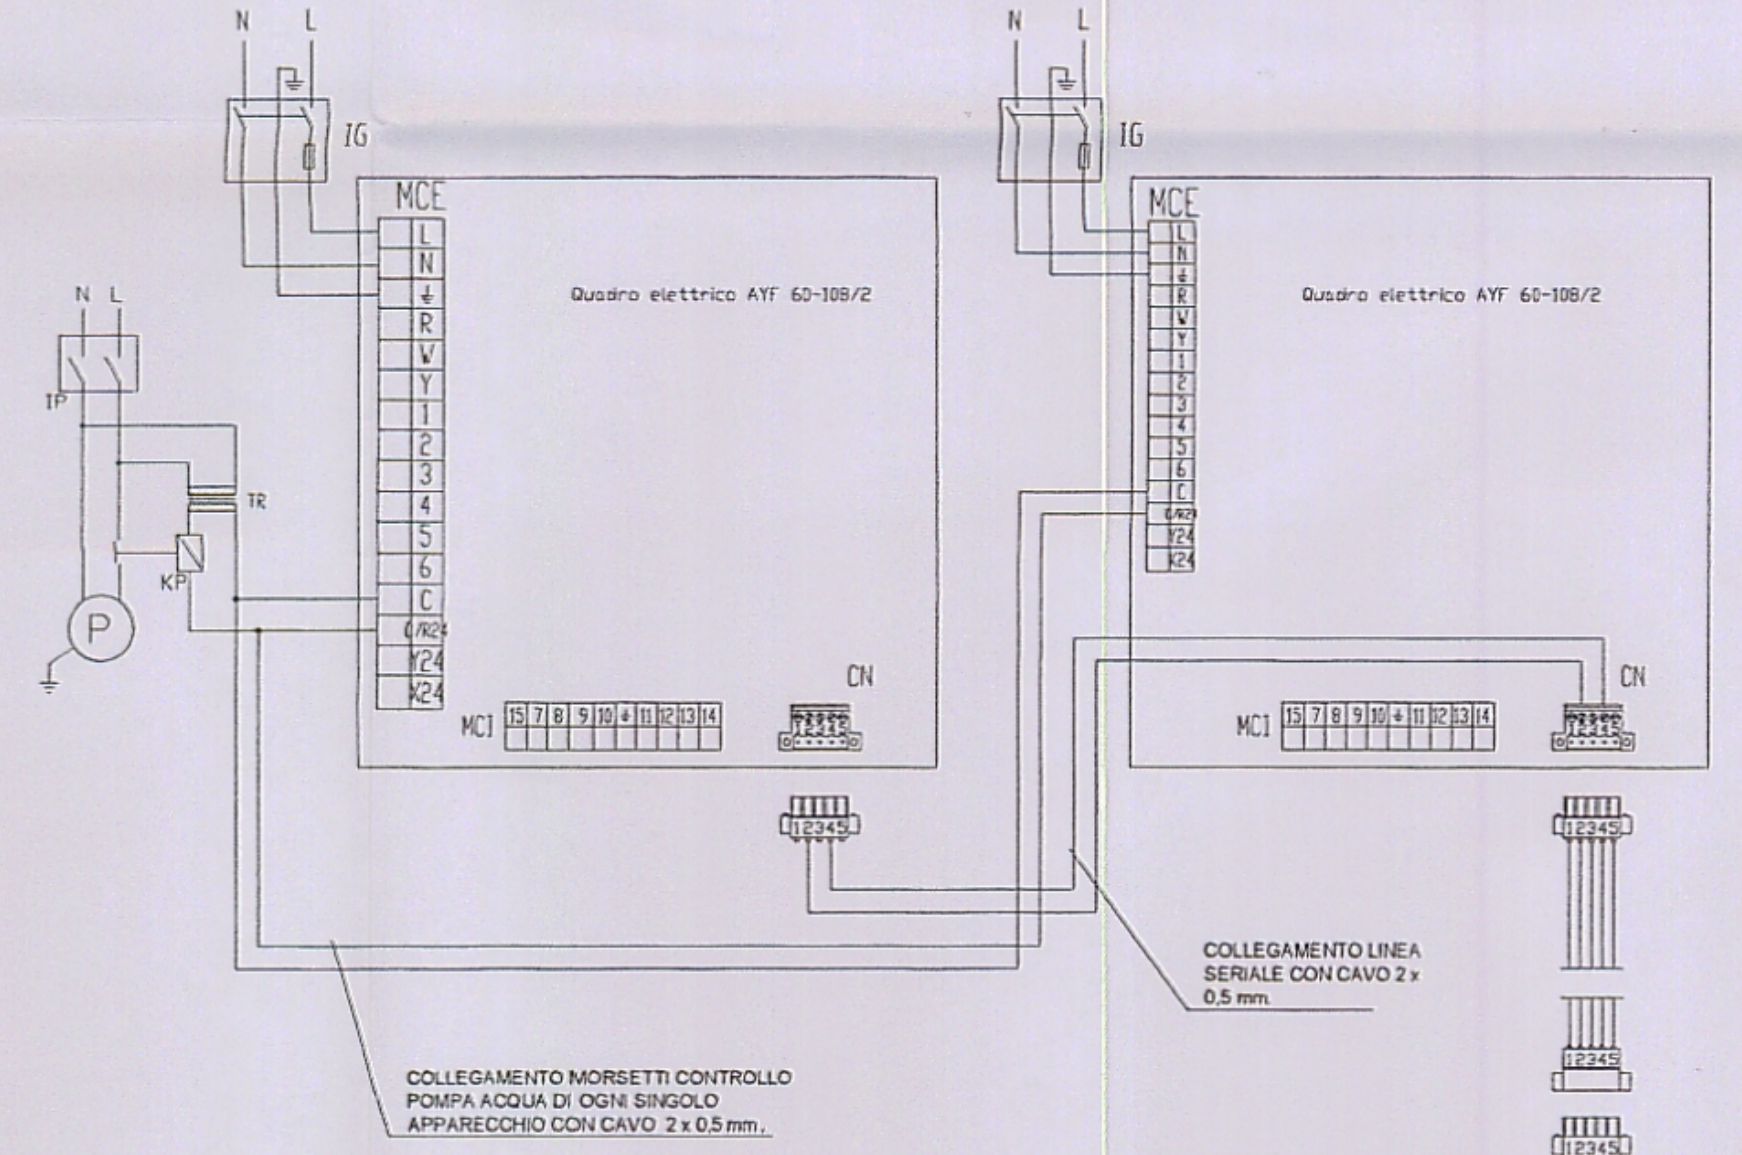 N L
N L
IG
IG
MCE
MCE
L
N
R
W
Y
1
2
3
4
5
6
C
0/R24
Y24
X24
L
N
R
W
Y
1
2
3
4
5
6
C
Y24
X24
Quadro elettrico AYF 60-108/2
Quadro elettrico AYF 60-108/2
N L
IP
TR
KP
P
CN
CN
MCI
15 7 8 9 10 11 12 13 14
12345
MCI
15 7 8 9 10 11 12 13 14
12345
12345
12345
COLLEGAMENTO LINEA
SERIALE CON CAVO 2 x
0,5 mm.
12345
COLLEGAMENTO MORSETTI CONTROLLO
POMPA ACQUA DI OGNI SINGOLO
APPARECCHIO CON CAVO 2 x 0,5 mm.
12345